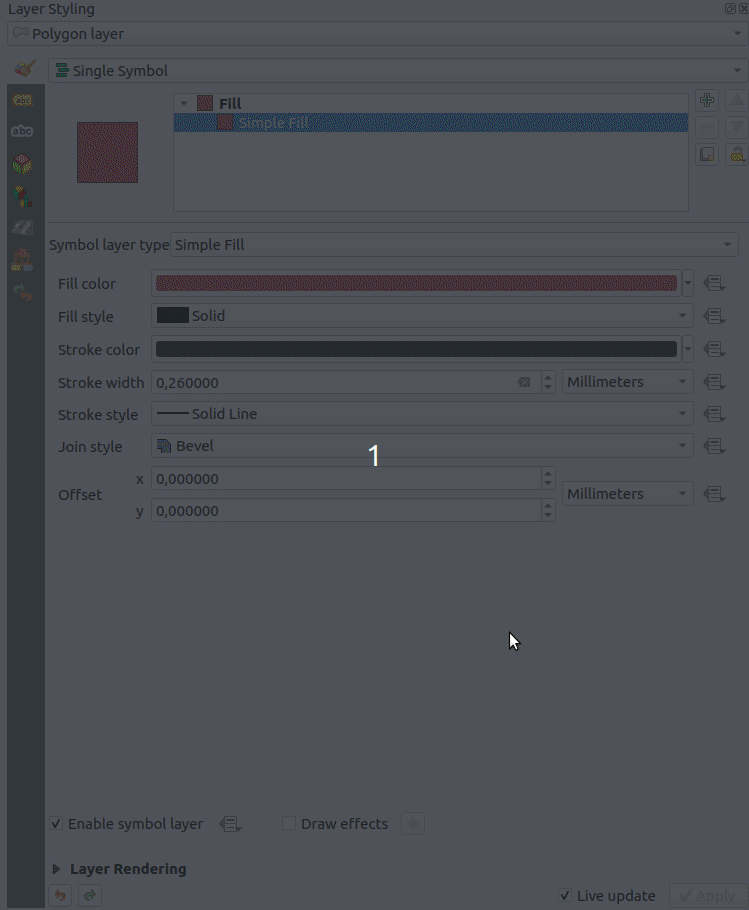 Layer Styling
Polygon layer
Single Symbol
abc
abc
Fill
Simple Fill
Symbol layer type Simple Fill
Fill color
Fill style Solid
Stroke color
Stroke width 0,260000 Millimeters
Stroke style Solid Line
Join style Bevel
1
x 0,000000
Offset Millimeters
y 0,000000
Enable symbol layer Draw effects
Layer Rendering
Live update Apply